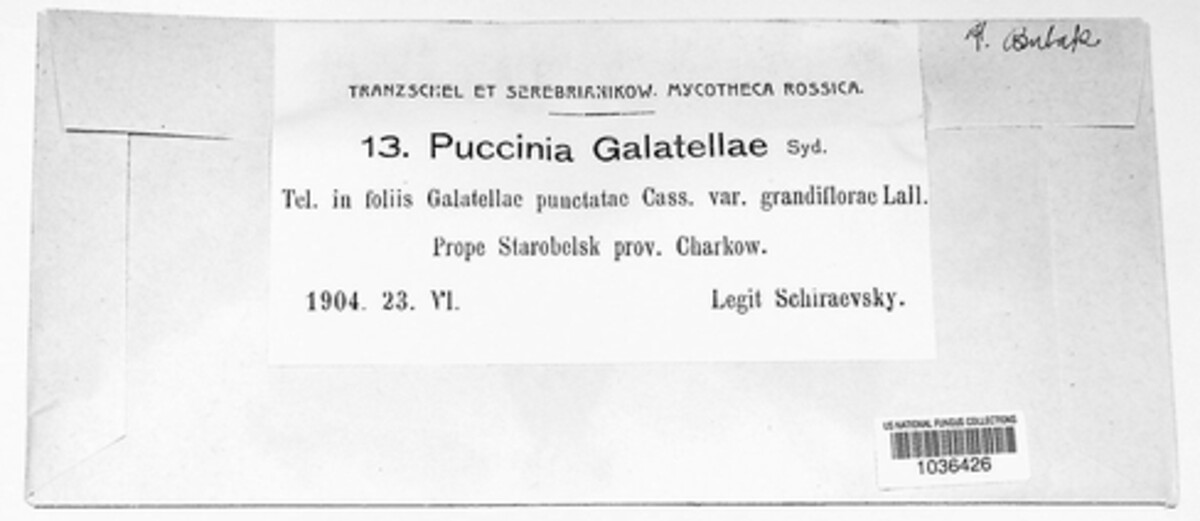 F. Bubak
TRANZSCHEL ET SEREBRIANIKOW. MYCOTHECA ROSSICA.
13. Puccinia Galatellae Syd.
Tel. in foliis Galatellae punctatae Cass. var. grandiflorae Lall.
Prope Starobelsk prov. Charkow.
1904. 23. VI. Legit Schiraevsky.
US NATIONAL FUNGUS COLLECTIONS
1036426